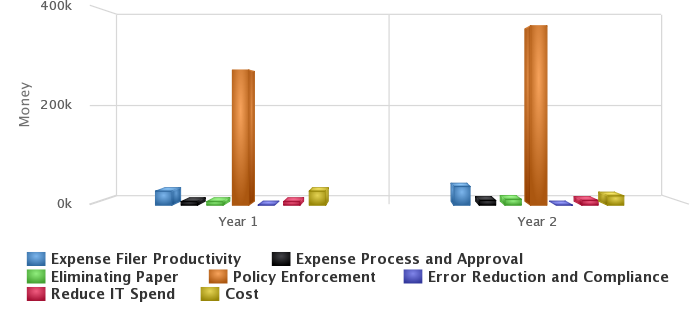 400k
200k
0k
Money
Year 1 Year 2
Expense Filer Productivity Expense Process and Approval
Eliminating Paper Policy Enforcement Error Reduction and Compliance
Reduce IT Spend Cost